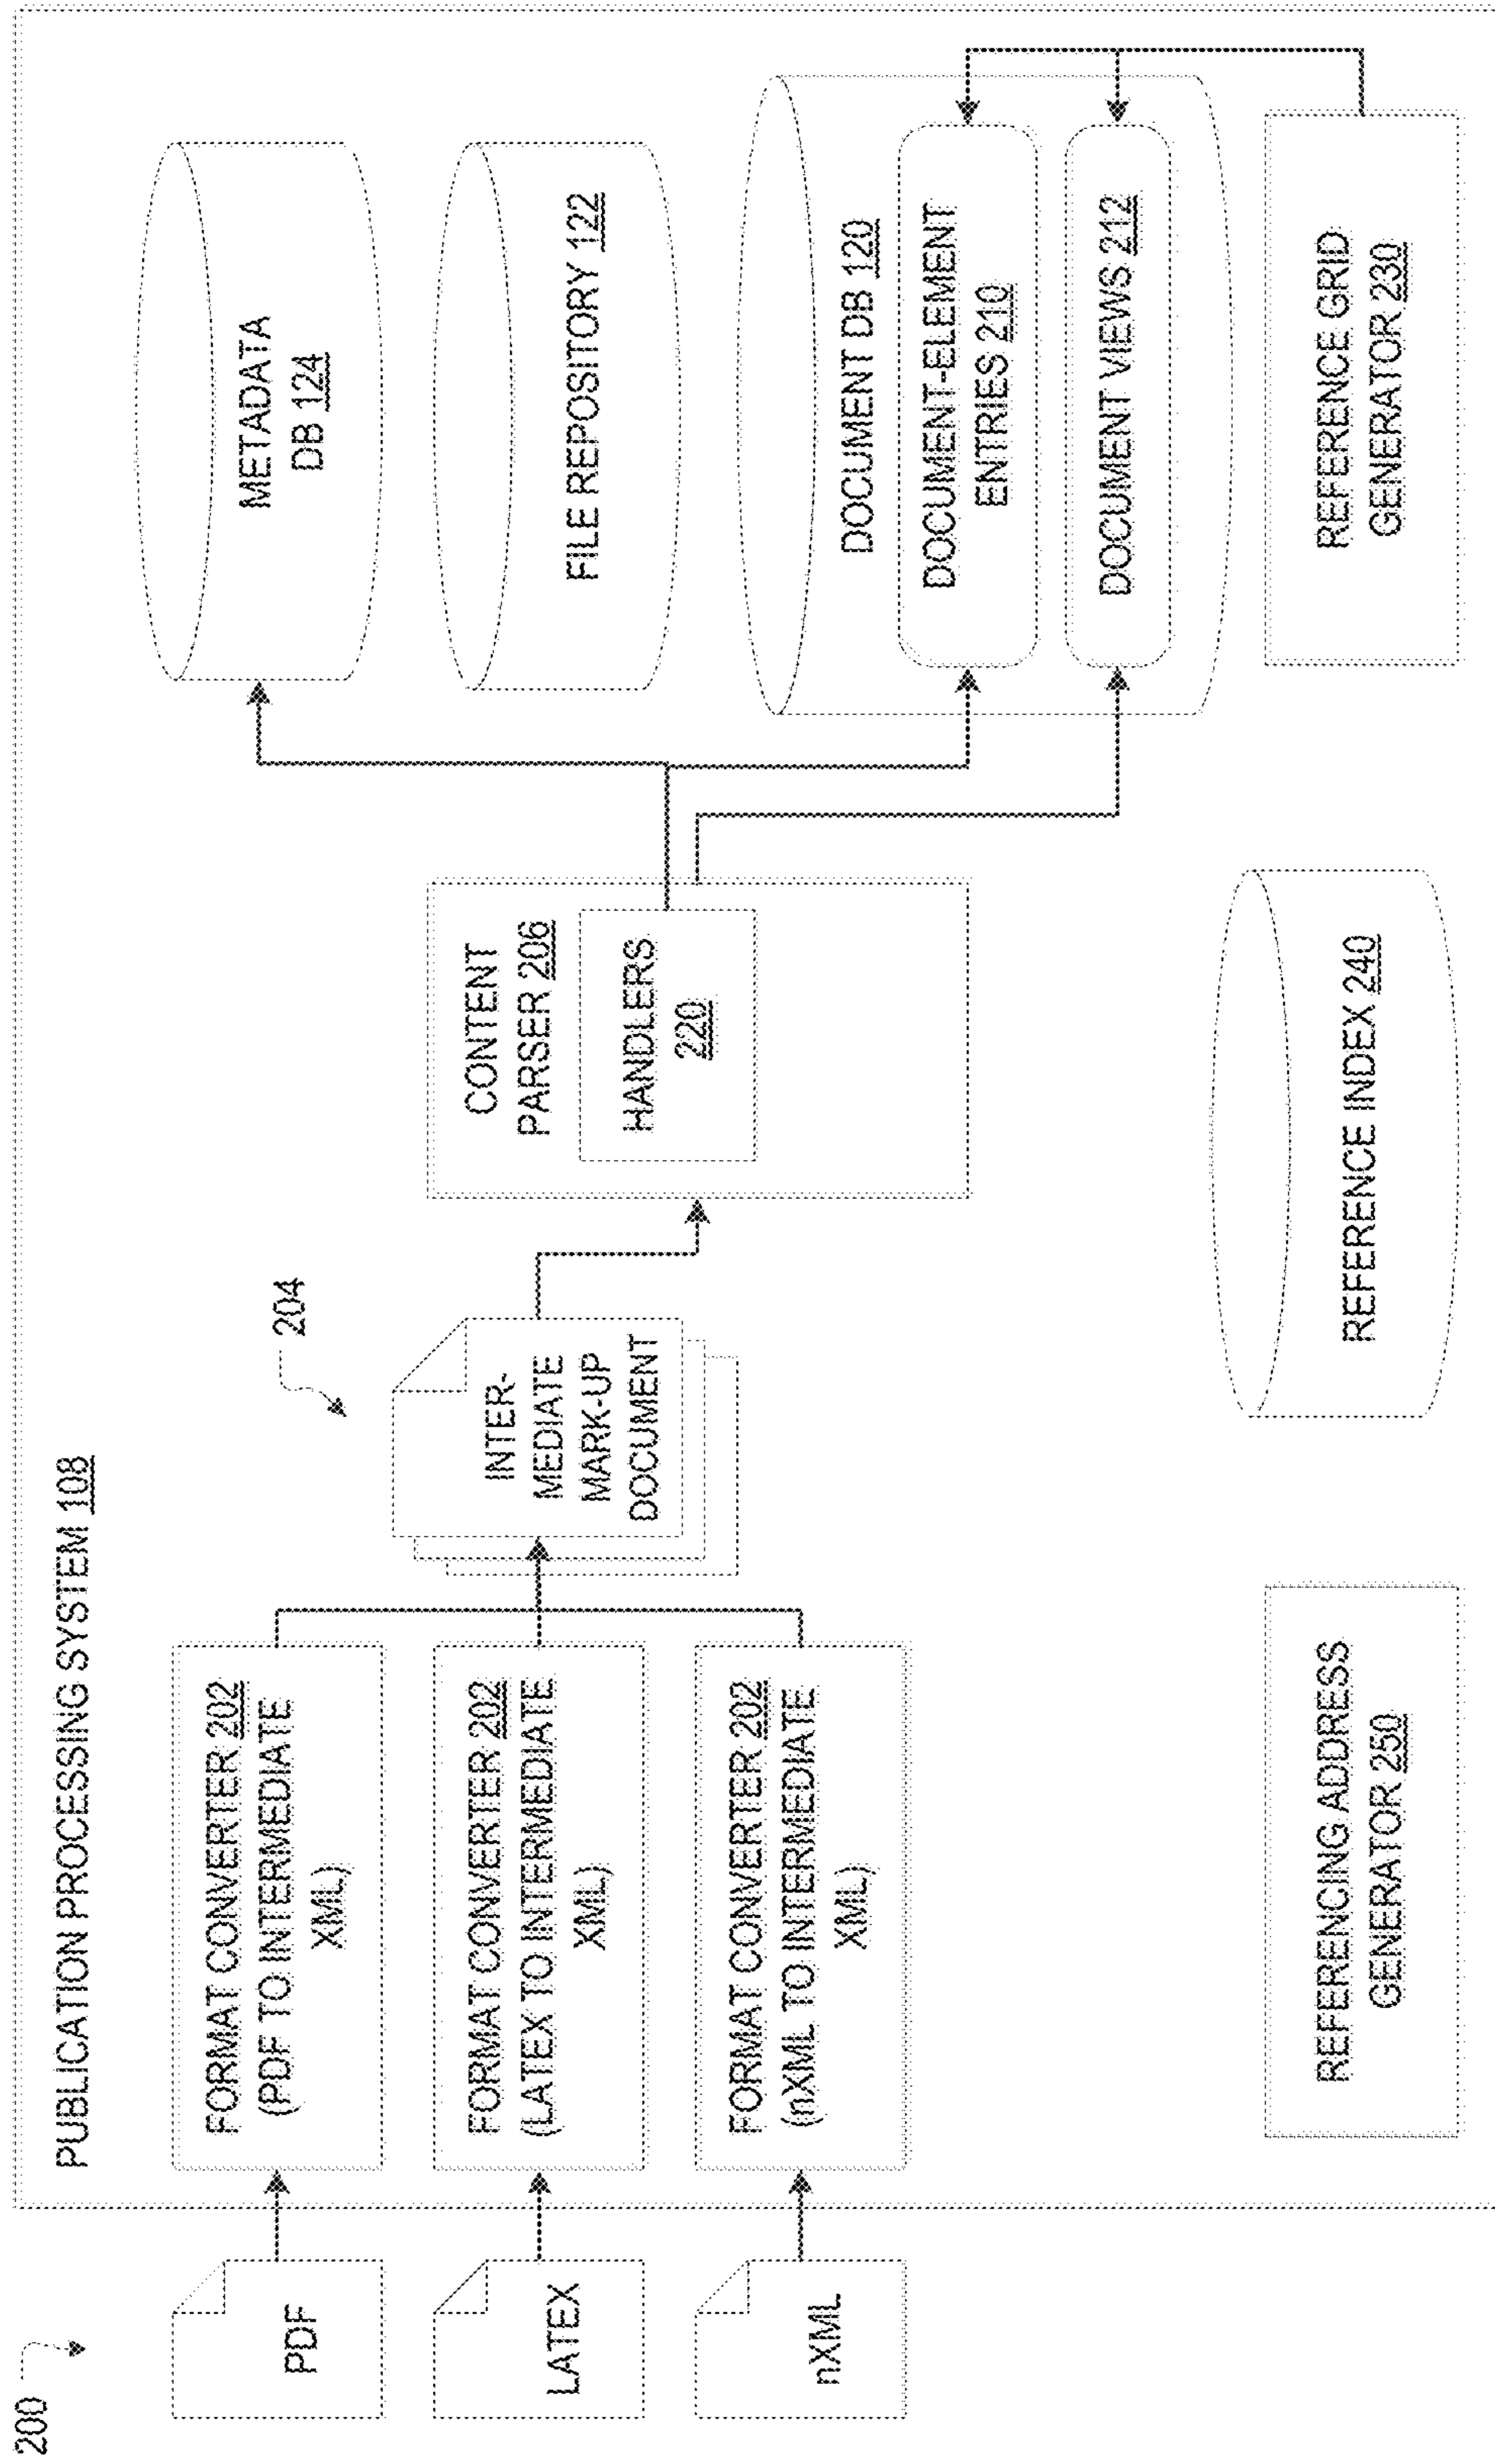 200
PUBLICATION PROCESSING SYSTEM 108
PDF
LATEX
nXML
FORMAT CONVERTER 202
(PDF TO INTERMEDIATE
XML)
FORMAT CONVERTER 202
(LATEX TO INTERMEDIATE
XML)
FORMAT CONVERTER 202
(nXML TO INTERMEDIATE
XML)
204
INTER-
MEDIATE
MARK-UP
DOCUMENT
CONTENT
PARSER 206
HANDLERS
220
METADATA
DB 124
FILE REPOSITORY 122
DOCUMENT DB 120
DOCUMENT-ELEMENT
ENTRIES 210
DOCUMENT VIEWS 212
REFERENCING ADDRESS
GENERATOR 250
REFERENCE INDEX 240
REFERENCE GRID
GENERATOR 230